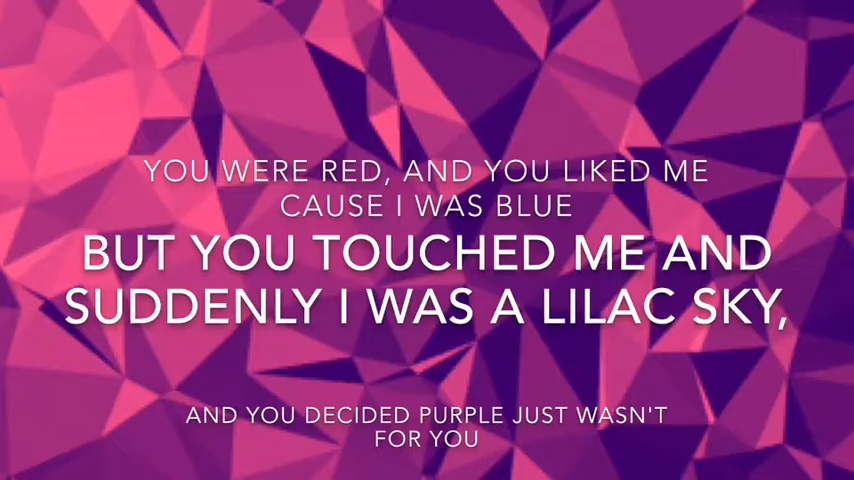 YOU WERE RED, AND YOU LIKED ME
CAUSE I WAS BLUE
BUT YOU TOUCHED ME AND
SUDDENLY I WAS A LILAC SKY,
AND YOU DECIDED PURPLE JUST WASN'T
FOR YOU